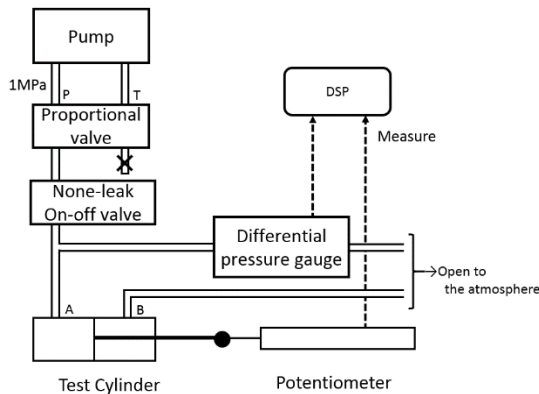 Pump
1MPa
P
T
Proportional
valve
None-leak
On-off valve
DSP
Measure
Differential
pressure gauge
Open to
the atmosphere
A
B
Test Cylinder
Potentiometer